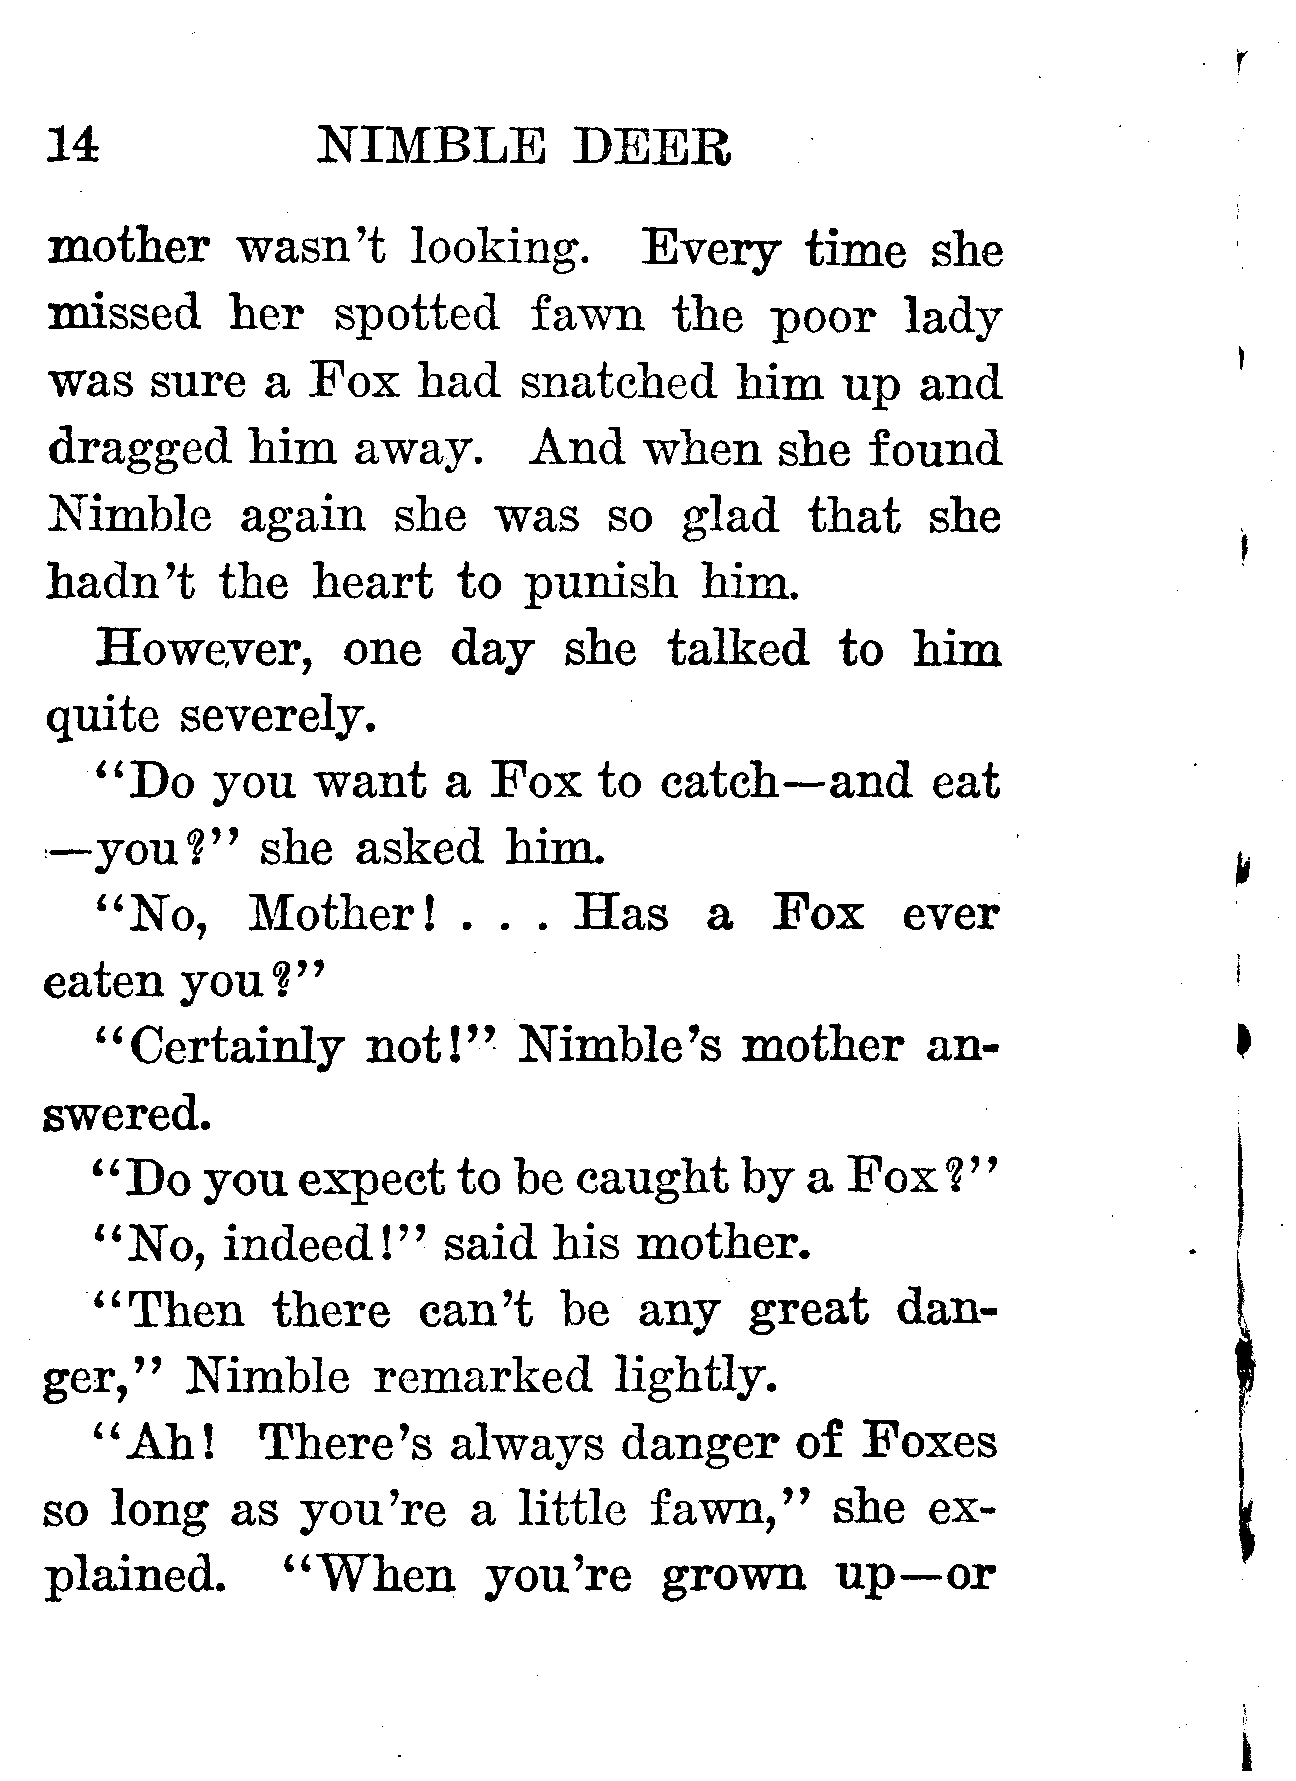 14 NIMBLE DEER
mother wasn't looking. Every time she
missed her spotted fawn the poor lady
was sure a Fox had snatched him up and
dragged him away. And when she found
Nimble again she was so glad that she
hadn't the heart to punish him.
However, one day she talked to him
quite severely.
“Do you want a Fox to catch—and eat
—you?” she asked him.
“No, Mother! . . . Has a Fox ever
eaten you?”
“Certainly not!” Nimble's mother an-
swered.
“Do you expect to be caught by a Fox?”
“No, indeed!” said his mother.
“Then there can't be any great dan-
ger,” Nimble remarked lightly.
“Ah! There's always danger of Foxes
so long as you're a little fawn,” she ex-
plained. “When you're grown up—or